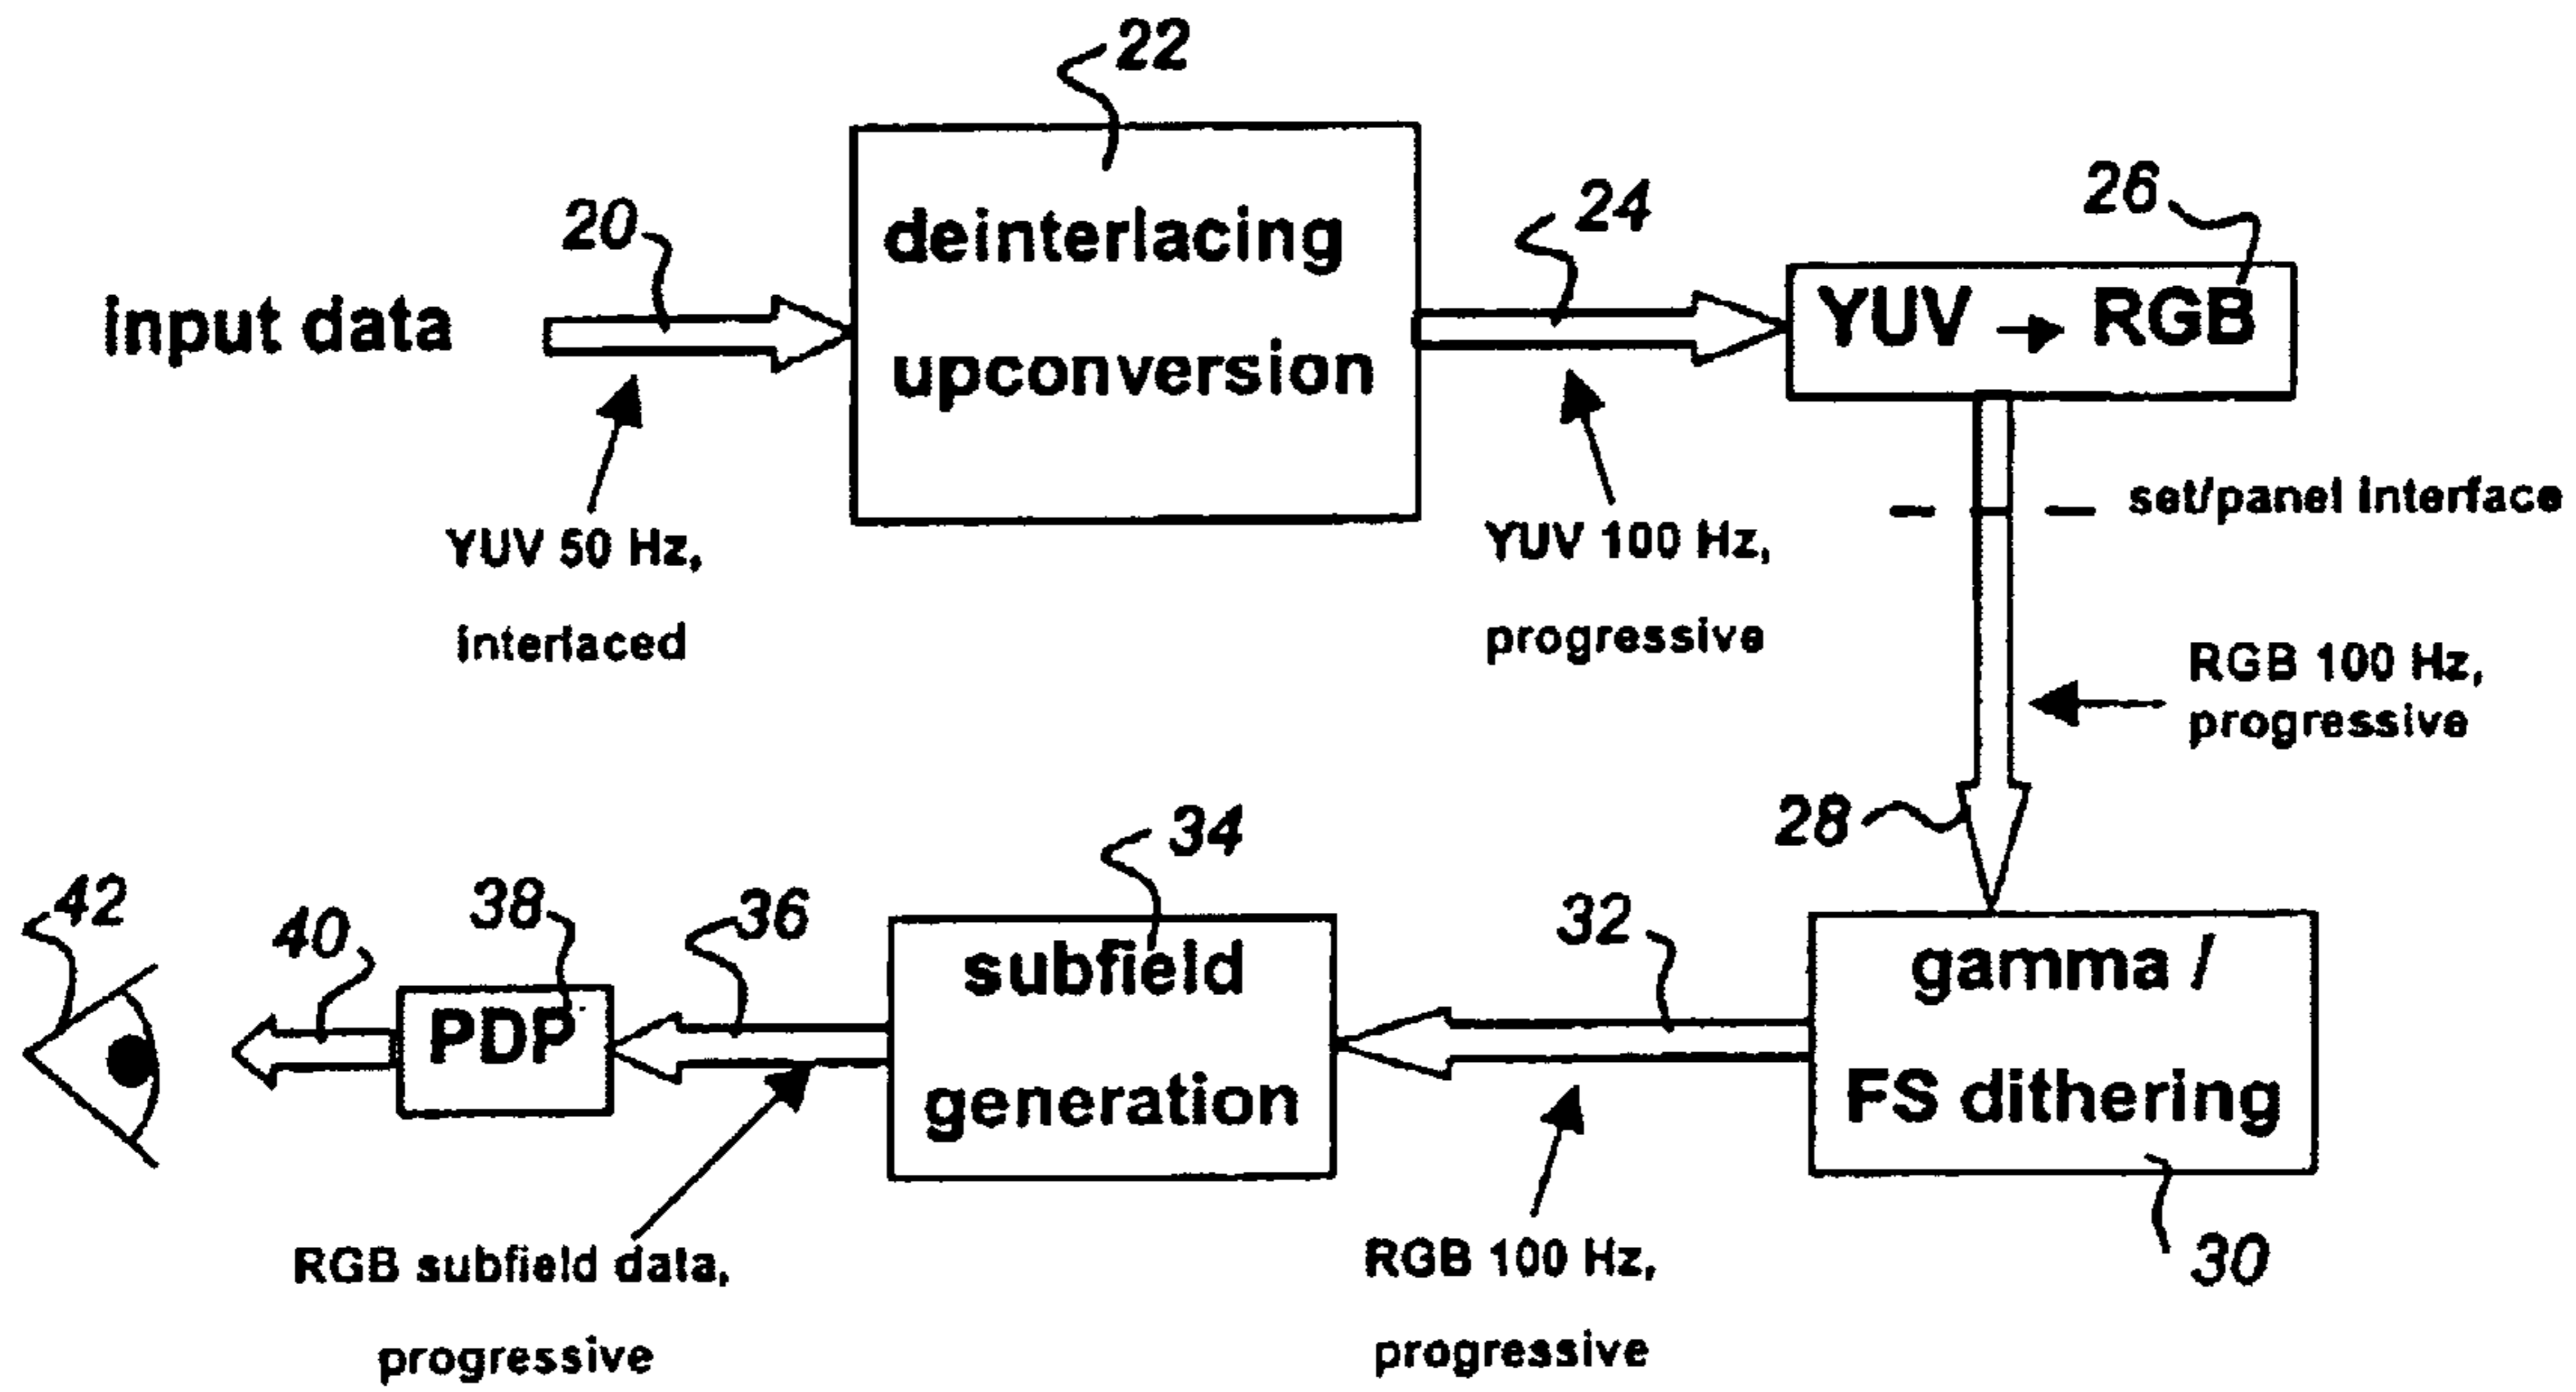 22
20
24
26
input data
deinterlacing
upconversion
YUV → RGB
YUV 50 Hz,
interlaced
YUV 100 Hz,
progressive
set/panel interface
RGB 100 Hz,
progressive
28
42
40
38
36
34
32
PDP
subfield
generation
gamma /
FS dithering
30
RGB subfield data,
progressive
RGB 100 Hz,
progressive